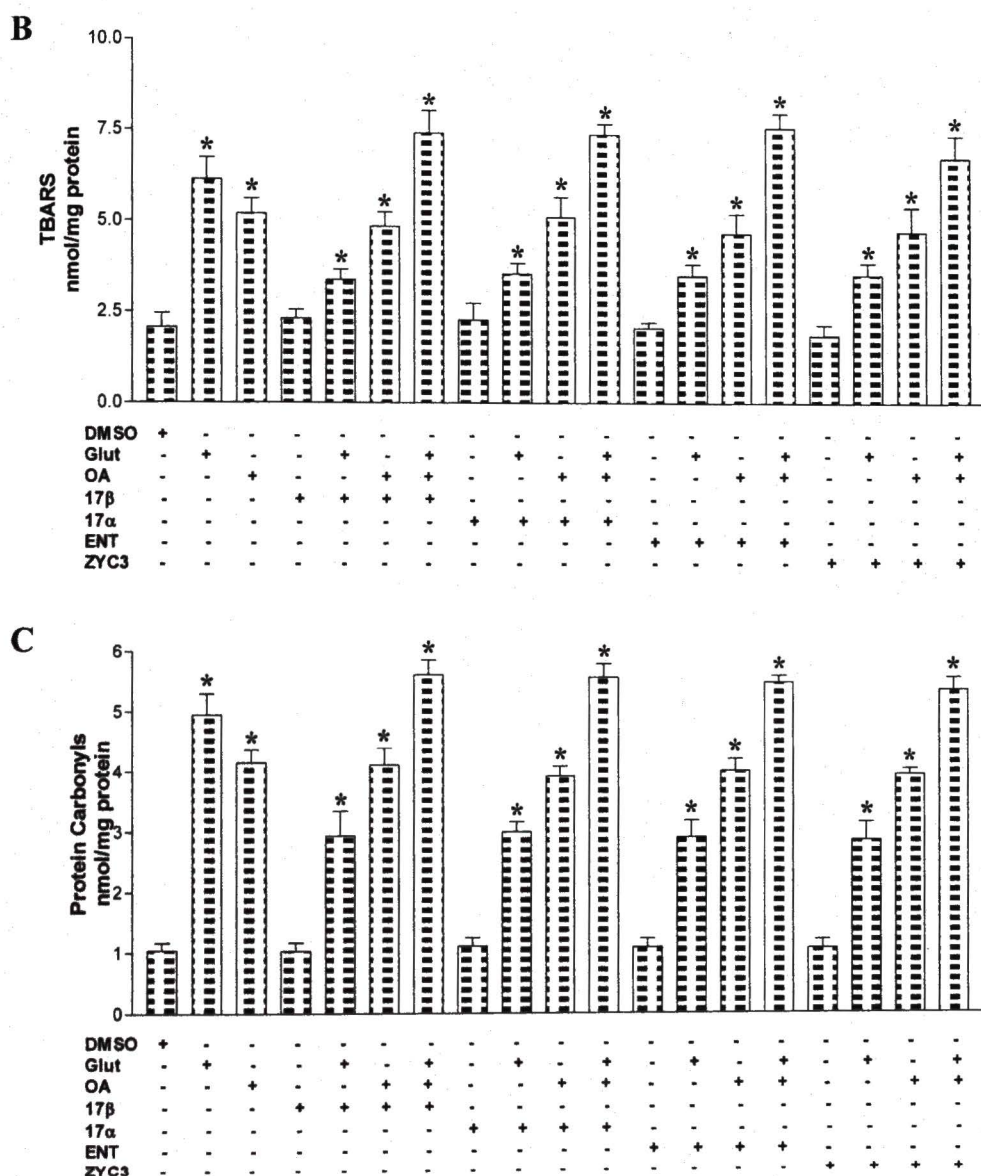 B
TBARS
nmol/mg protein
10.0
7.5
5.0
2.5
0.0
* * * * * * * * * * * * * *
DMSO + - - - - - - - - - - - - - - - - - -
Glut - + - - + - + - + - + - + - + - + - +
OA - - + - - + + - - + + - - + + - - + +
17β - - - + + + + - - - - - - - - - - - -
17α - - - - - - - + + + + - - - - - - - -
ENT - - - - - - - - - - - + + + + - - - -
ZYC3 - - - - - - - - - - - - - - - + + + +
C
Protein Carbonyls
nmol/mg protein
6
5
4
3
2
1
0
* * * * * * * * * * * * * *
DMSO + - - - - - - - - - - - - - - - - - -
Glut - + - - + - + - + - + - + - + - + - +
OA - - + - - + + - - + + - - + + - - + +
17β - - - + + + + - - - - - - - - - - - -
17α - - - - - - - + + + + - - - - - - - -
ENT - - - - - - - - - - - + + + + - - - -
ZYC3 - - - - - - - - - - - - - - - + + + +